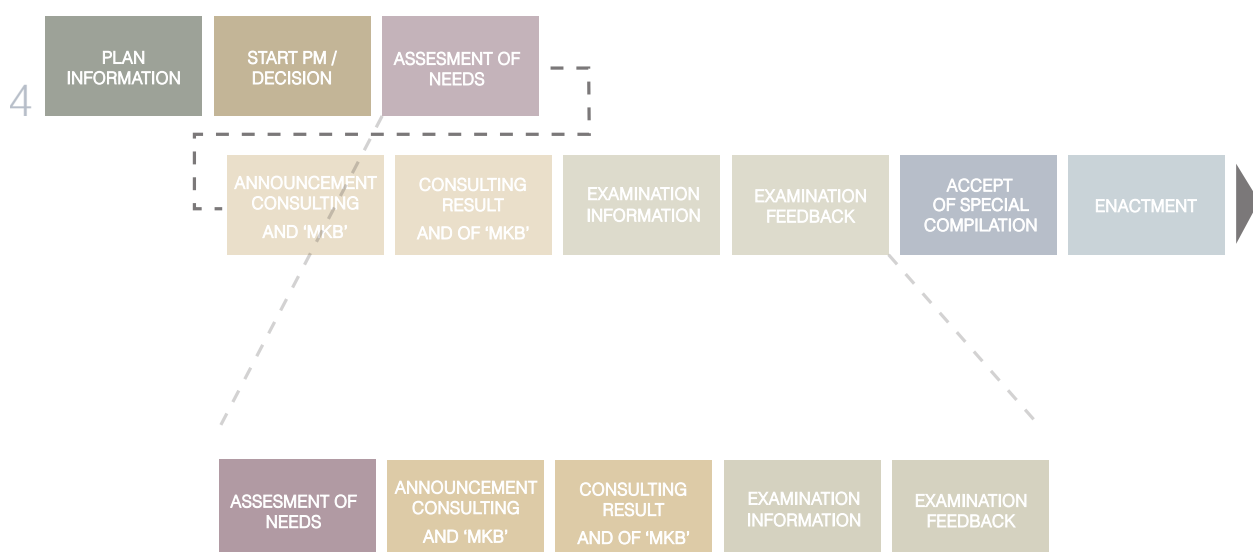 4
PLAN
INFORMATION
START PM /
DECISION
ASSESMENT OF
NEEDS
ANNOUNCEMENT
CONSULTING
AND 'MKB'
CONSULTING
RESULT
AND OF 'MKB'
EXAMINATION
INFORMATION
EXAMINATION
FEEDBACK
ACCEPT
OF SPECIAL
COMPILATION
ENACTMENT
ASSESMENT OF
NEEDS
ANNOUNCEMENT
CONSULTING
AND 'MKB'
CONSULTING
RESULT
AND OF 'MKB'
EXAMINATION
INFORMATION
EXAMINATION
FEEDBACK